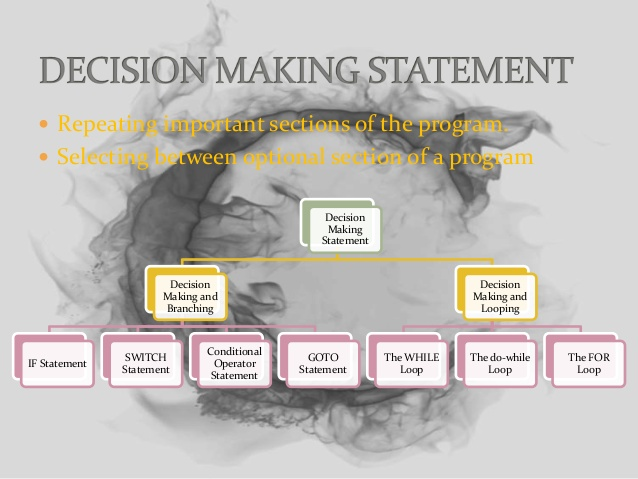 DECISION MAKING STATEMENT
Repeating important sections of the program.
Selecting between optional section of a program
Decision
Making
Statement
Decision
Making and
Branching
Decision
Making and
Looping
IF Statement
SWITCH
Statement
Conditional
Operator
Statement
GOTO
Statement
The WHILE
Loop
The do-while
Loop
The FOR
Loop